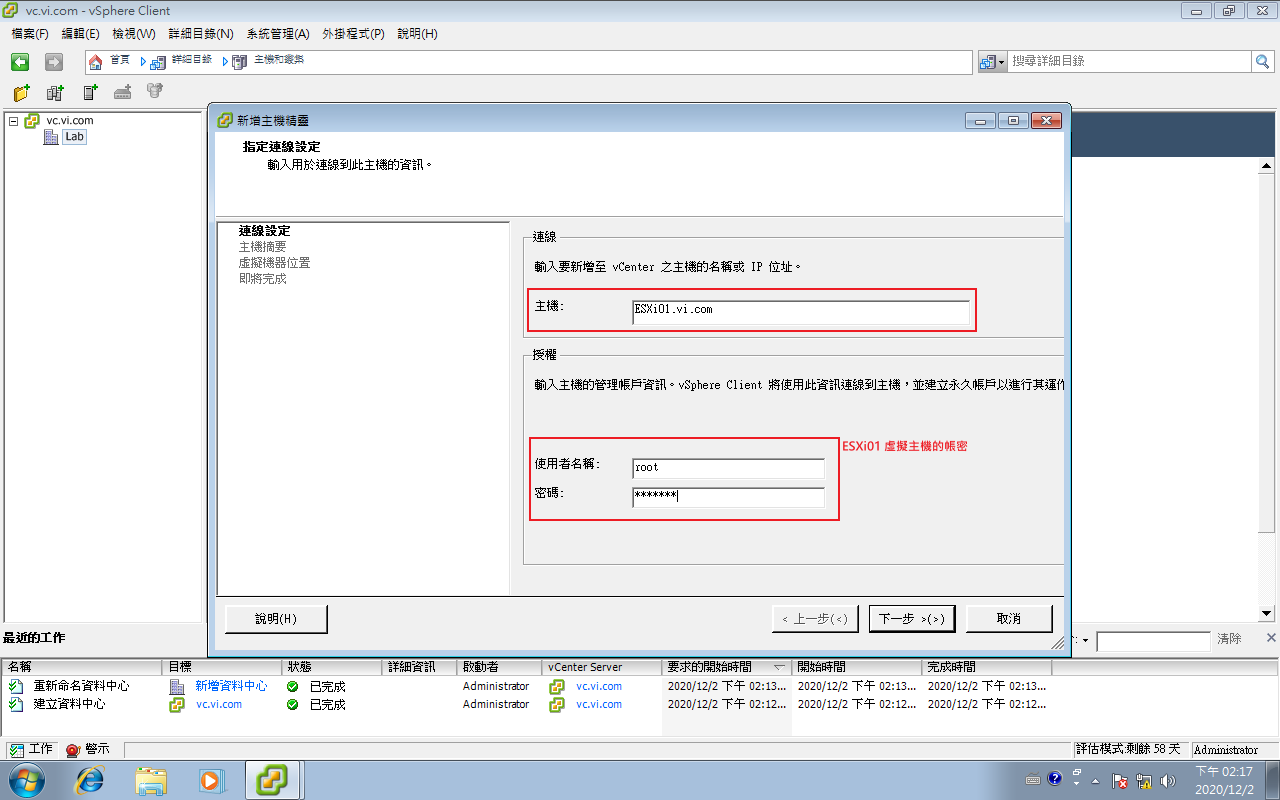 vc.vi.com - vSphere Client
檔案(F) 編輯(E) 檢視(W) 詳細目錄(N) 系統管理(A) 外掛程式(P) 說明(H)
首頁 詳細目錄 主機和叢集 搜尋詳細目錄
vc.vi.com
Lab
新增主機精靈
指定連線設定
輸入用於連線到此主機的資訊。
連線設定
主機摘要
虛擬機器位置
即將完成
連線
輸入要新增至 vCenter 之主機的名稱或 IP 位址。
主機: ESXi01.vi.com
授權
輸入主機的管理帳戶資訊。vSphere Client 將使用此資訊連線到主機，並建立永久帳戶以進行其運作
ESXi01 虛擬主機的帳密
使用者名稱: root
密碼: *******
說明(H) < 上一步(<) 下一步 >(>) 取消
最近的工作 清除
名稱 目標 狀態 詳細資訊 啟動者 vCenter Server 要求的開始時間 開始時間 完成時間
重新命名資料中心 新增資料中心 已完成 Administrator vc.vi.com 2020/12/2 下午 02:13... 2020/12/2 下午 02:13... 2020/12/2 下午 02:13...
建立資料中心 vc.vi.com 已完成 Administrator vc.vi.com 2020/12/2 下午 02:12... 2020/12/2 下午 02:12... 2020/12/2 下午 02:12...
工作 警示 評估模式:剩餘 58 天 Administrator
下午 02:17
2020/12/2